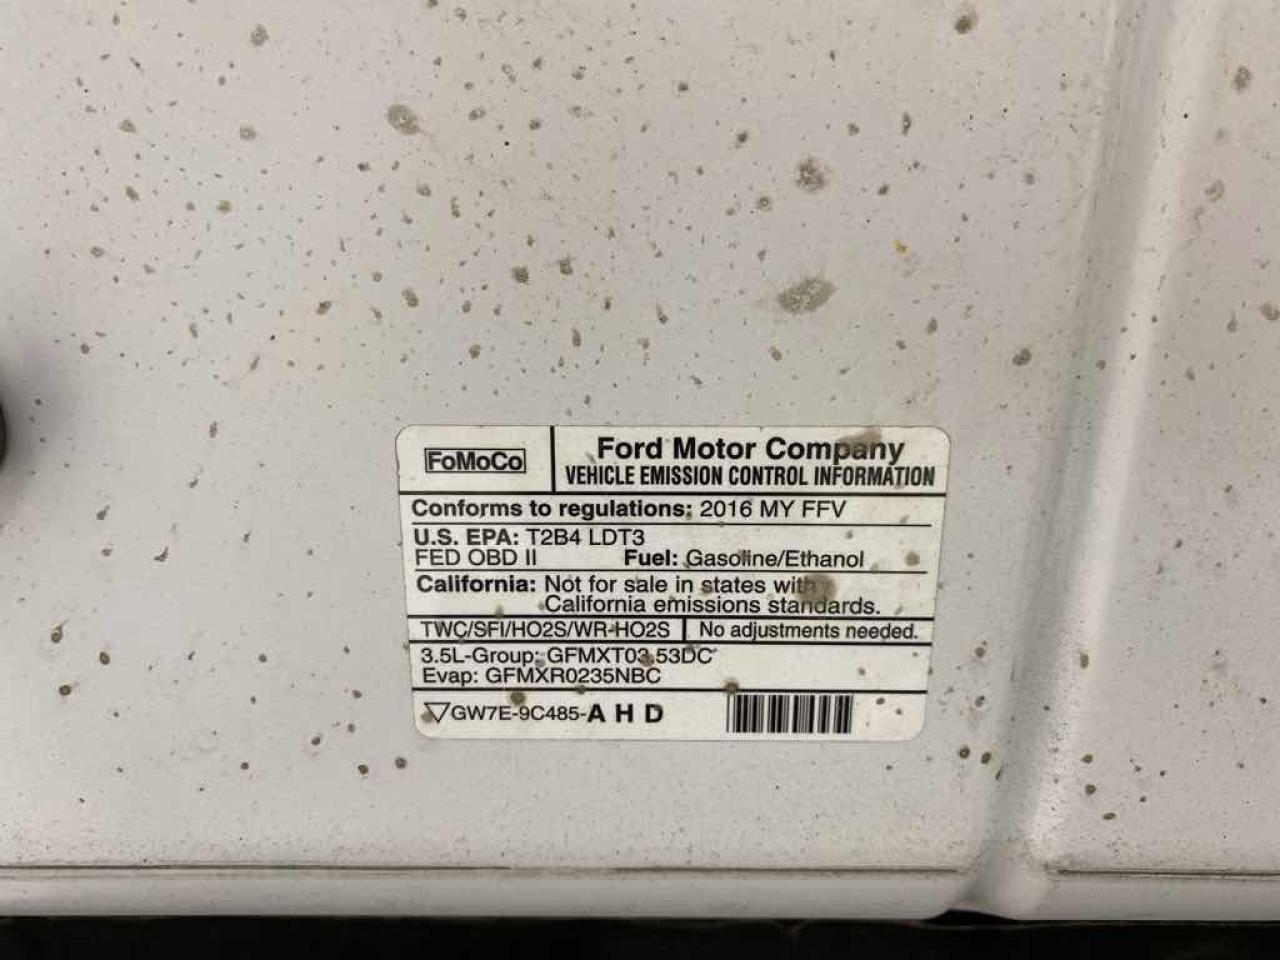 FoMoCo
Ford Motor Company
VEHICLE EMISSION CONTROL INFORMATION
Conforms to regulations: 2016 MY FFV
U.S. EPA: T2B4 LDT3
FED OBD II Fuel: Gasoline/Ethanol
California: Not for sale in states with
California emissions standards.
TWC/SFI/HO2S/WR-HO2S No adjustments needed.
3.5L-Group: GFMXT03.53DC
Evap: GFMXR0235NBC
GW7E-9C485-A H D